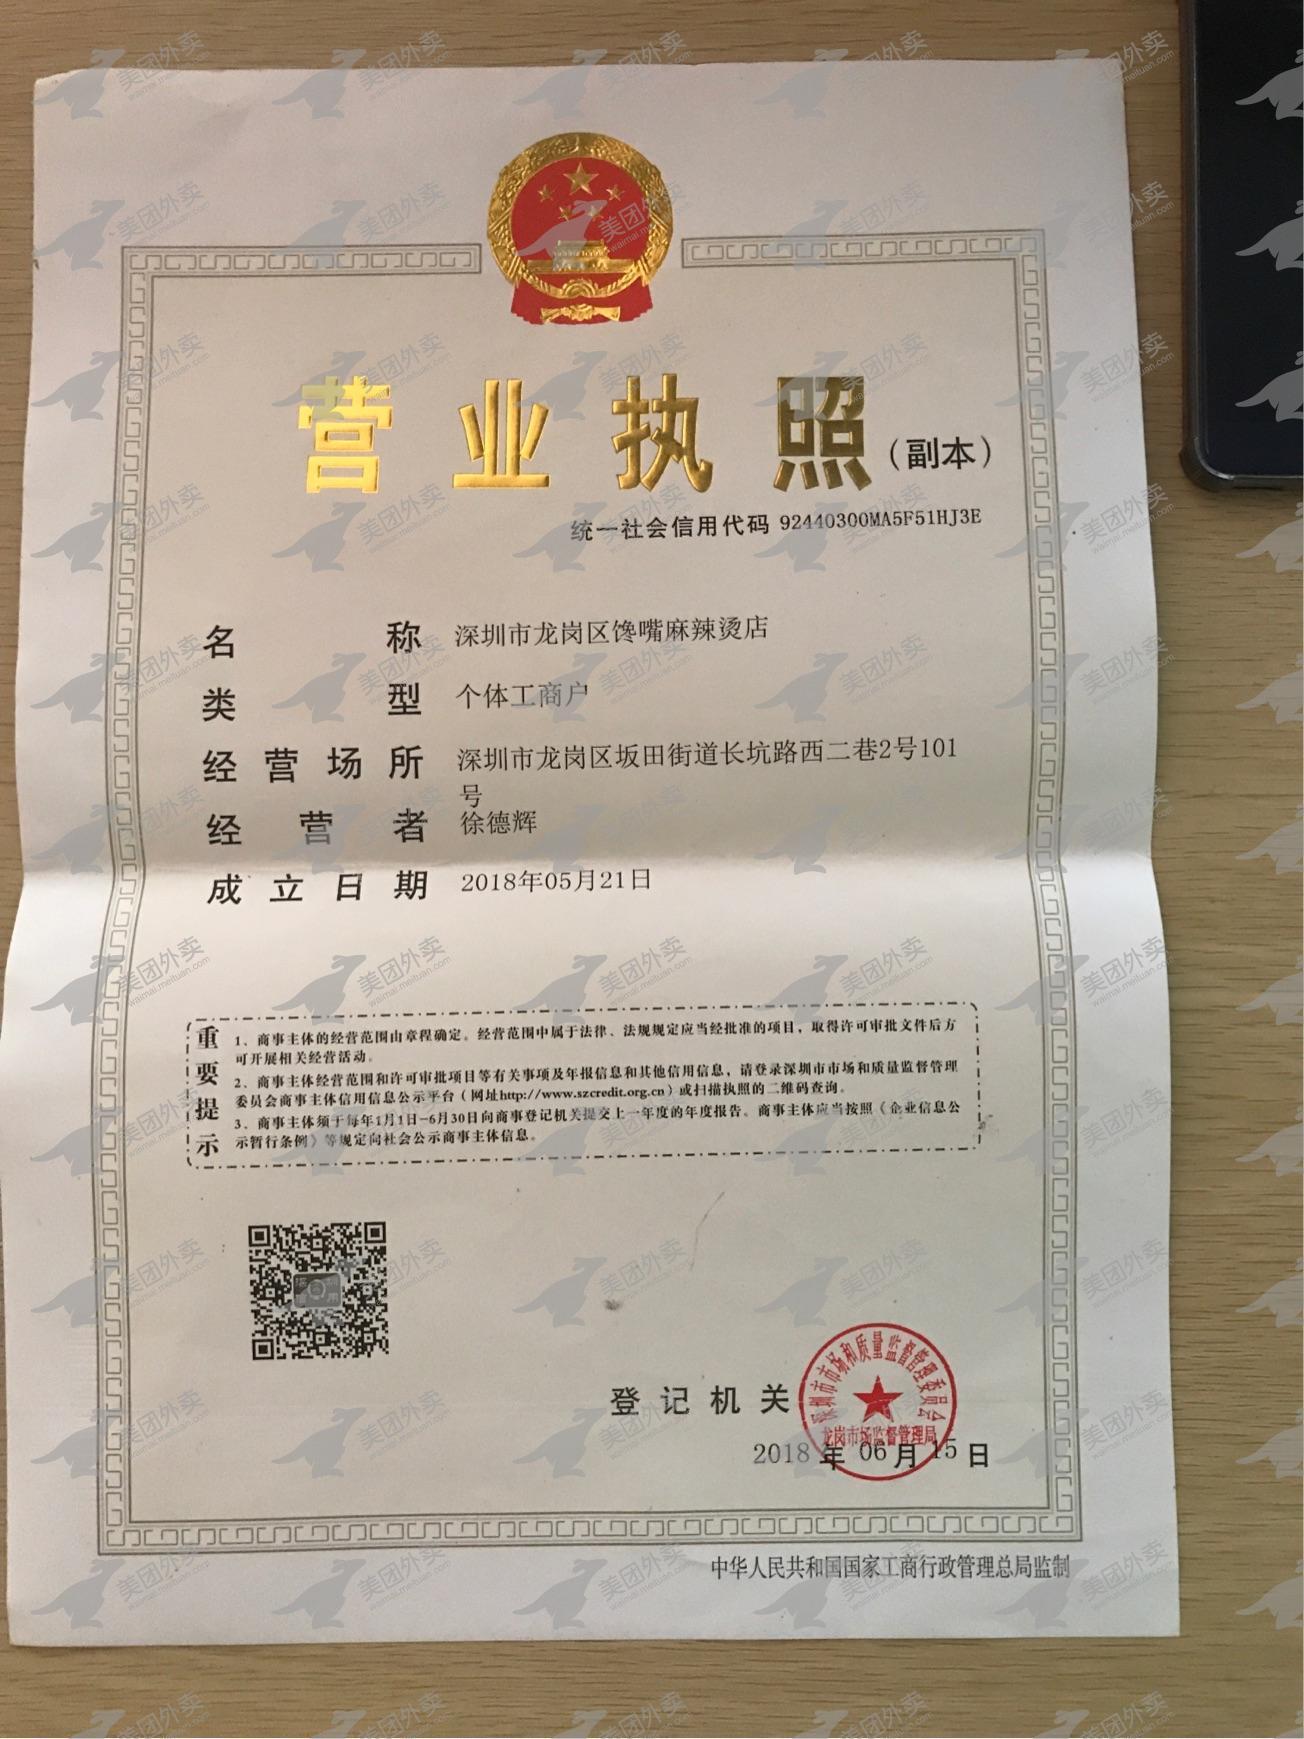 营业执照（副本）
统一社会信用代码 92440300MA5F51HJ3E
名称 深圳市龙岗区馋嘴麻辣烫店
类型 个体工商户
经营场所 深圳市龙岗区坂田街道长坑路西二巷2号101
号
经营者 徐德辉
成立日期 2018年05月21日
重要提示
1、商事主体的经营范围由章程确定。经营范围中属于法律、法规规定应当经批准的项目，取得许可审批文件后方
可开展相关经营活动。
2、商事主体经营范围和许可审批项目等有关事项及年报信息和其他信用信息，请登录深圳市市场和质量监督管理
委员会商事主体信用信息公示平台（网址http://www.szcredit.org.cn）或扫描执照的二维码查询。
3、商事主体须于每年1月1日-6月30日向商事登记机关提交上一年度的年度报告。商事主体应当按照《企业信息公
示暂行条例》等规定向社会公示商事主体信息。
登记机关
深圳市市场和质量监督管理委员会
龙岗市场监督管理局
2018年06月15日
中华人民共和国国家工商行政管理总局监制
美团外卖
waimai.meituan.com